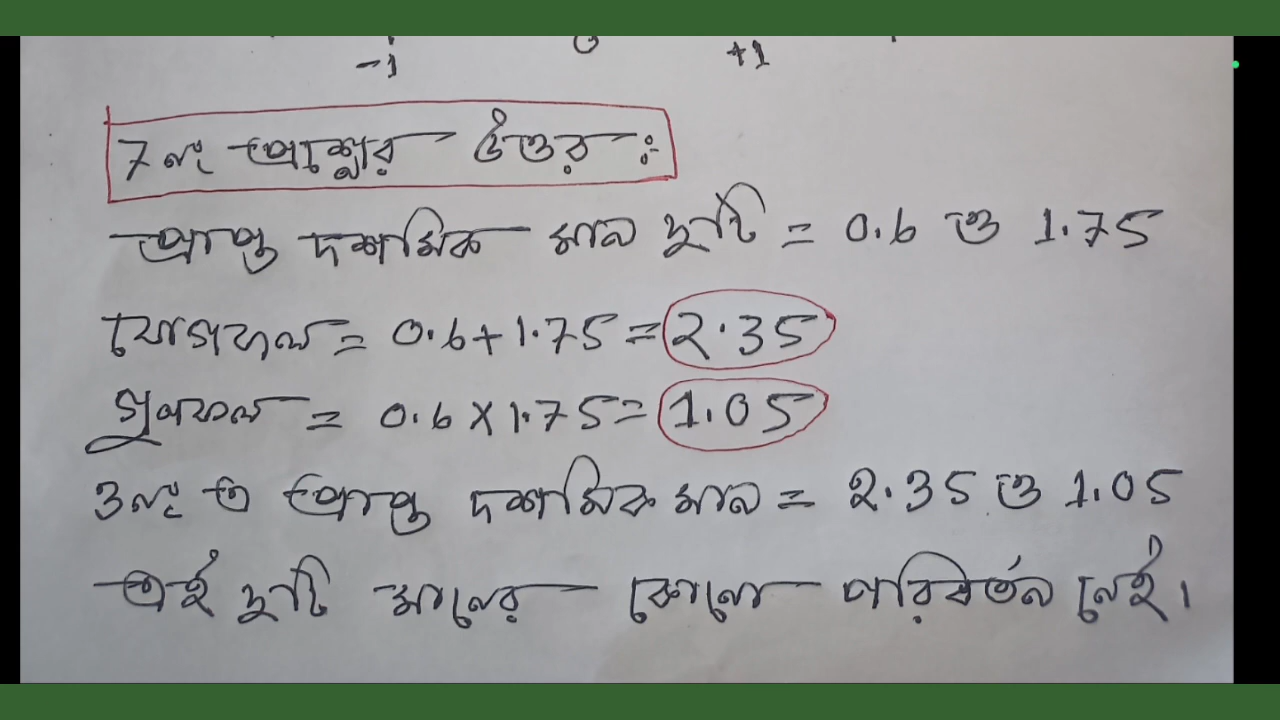 -1 0 +1
7নং প্রশ্নের উত্তর :-
প্রাপ্ত দশমিক মান দুটি = 0.6 ও 1.75
যোগফল = 0.6+1.75=2.35
গুণফল = 0.6×1.75=1.05
3নং এ প্রাপ্ত দশমিক মান = 2.35 ও 1.05
এই দুটি মানের কোনো পরিবর্তন নেই।